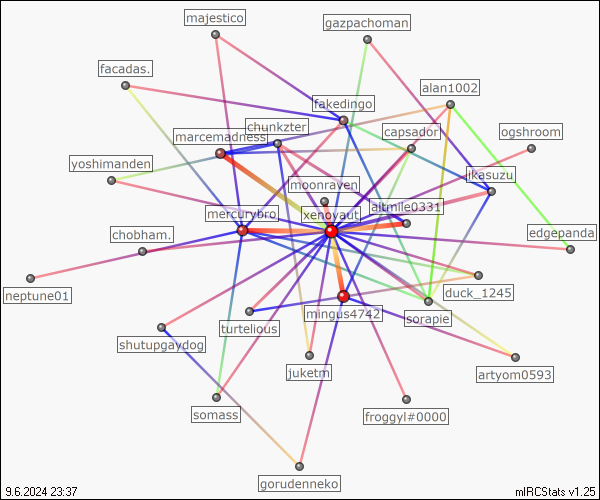 majestico
gazpachoman
facadas.
alan1002
fakedingo
chunkzter
capsador
ogshroom
marcemadness
yoshimanden
jikasuzu
moonraven
mercurybro
xenoyaut
altmile0331
chobham.
edgepanda
neptune01
duck_1245
mingus4742
sorapie
turtelious
shutupgaydog
juketm
artyom0593
somass
froggyl#0000
gorudenneko
9.6.2024 23:37
mIRCStats v1.25